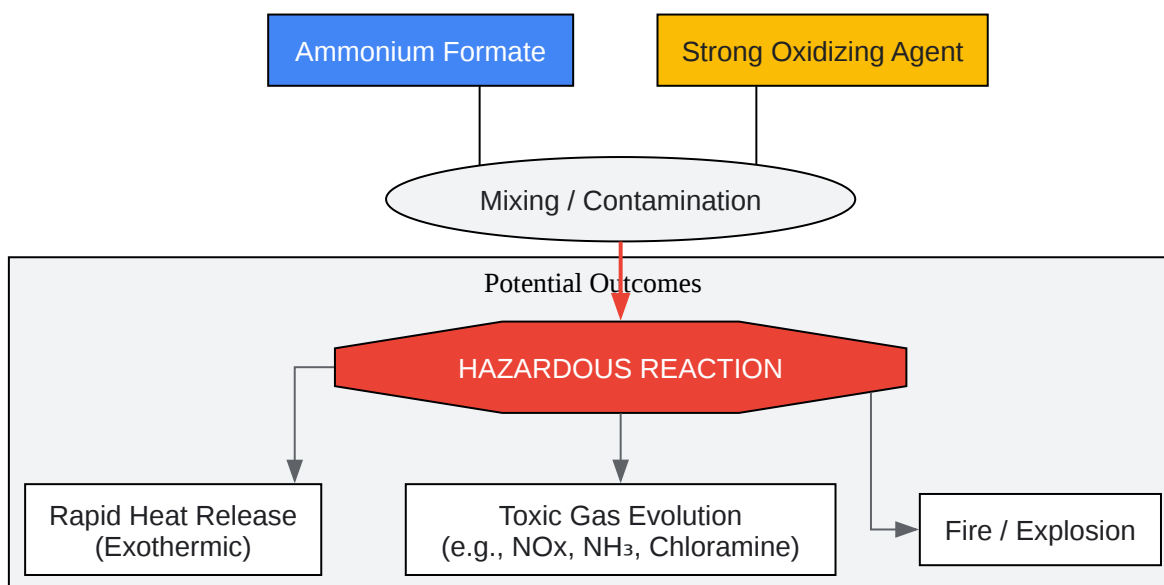 Ammonium Formate
Strong Oxidizing Agent
Mixing / Contamination
Potential Outcomes
HAZARDOUS REACTION
Rapid Heat Release
(Exothermic)
Toxic Gas Evolution
(e.g., NOx, NH₃, Chloramine)
Fire / Explosion